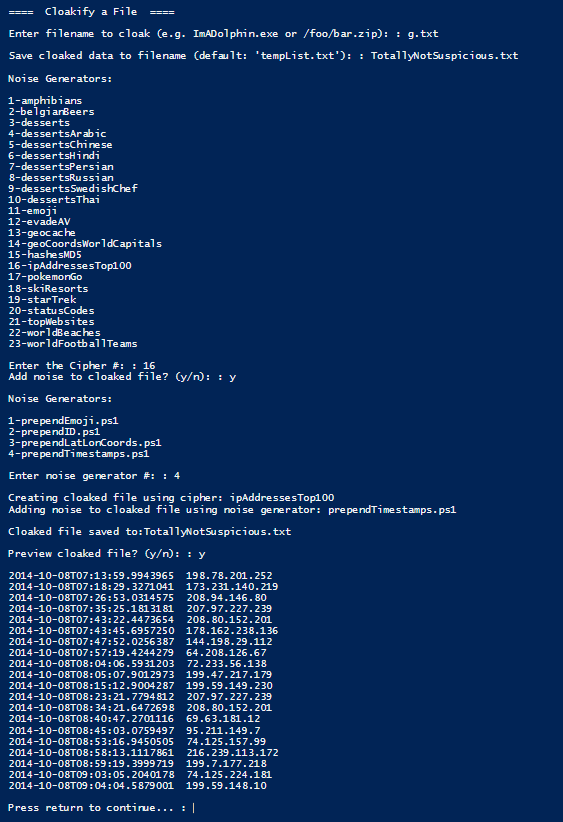 ====  Cloakify a File  ====
Enter filename to cloak (e.g. ImADolphin.exe or /foo/bar.zip): : g.txt
Save cloaked data to filename (default: 'tempList.txt'): : TotallyNotSuspicious.txt
Noise Generators:
1-amphibians
2-belgianBeers
3-desserts
4-dessertsArabic
5-dessertsChinese
6-dessertsHindi
7-dessertsPersian
8-dessertsRussian
9-dessertsSwedishChef
10-dessertsThai
11-emoji
12-evadeAV
13-geocache
14-geoCoordsWorldCapitals
15-hashesMD5
16-ipAddressesTop100
17-pokemonGo
18-skiResorts
19-starTrek
20-statusCodes
21-topWebsites
22-worldBeaches
23-worldFootballTeams
Enter the Cipher #: : 16
Add noise to cloaked file? (y/n): : y
Noise Generators:
1-prependEmoji.ps1
2-prependID.ps1
3-prependLatLonCoords.ps1
4-prependTimestamps.ps1
Enter noise generator #: : 4
Creating cloaked file using cipher: ipAddressesTop100
Adding noise to cloaked file using noise generator: prependTimestamps.ps1
Cloaked file saved to:TotallyNotSuspicious.txt
Preview cloaked file? (y/n): : y
2014-10-08T07:13:59.9943965  198.78.201.252
2014-10-08T07:18:29.3271041  173.231.140.219
2014-10-08T07:26:53.0314575  208.94.146.80
2014-10-08T07:35:25.1813181  207.97.227.239
2014-10-08T07:43:22.4473654  208.80.152.201
2014-10-08T07:43:45.6957250  178.162.238.136
2014-10-08T07:47:52.0256387  144.198.29.112
2014-10-08T07:57:19.4244279  64.208.126.67
2014-10-08T08:04:06.5931203  72.233.56.138
2014-10-08T08:05:07.9012973  199.47.217.179
2014-10-08T08:15:12.9004287  199.59.149.230
2014-10-08T08:23:21.7794812  207.97.227.239
2014-10-08T08:34:21.6472698  208.80.152.201
2014-10-08T08:40:47.2701116  69.63.181.12
2014-10-08T08:45:03.0759497  95.211.149.7
2014-10-08T08:53:16.9450505  74.125.157.99
2014-10-08T08:58:13.1117861  216.239.113.172
2014-10-08T08:59:19.3999719  199.7.177.218
2014-10-08T09:03:05.2040178  74.125.224.181
2014-10-08T09:04:04.5879001  199.59.148.10
Press return to continue... : |